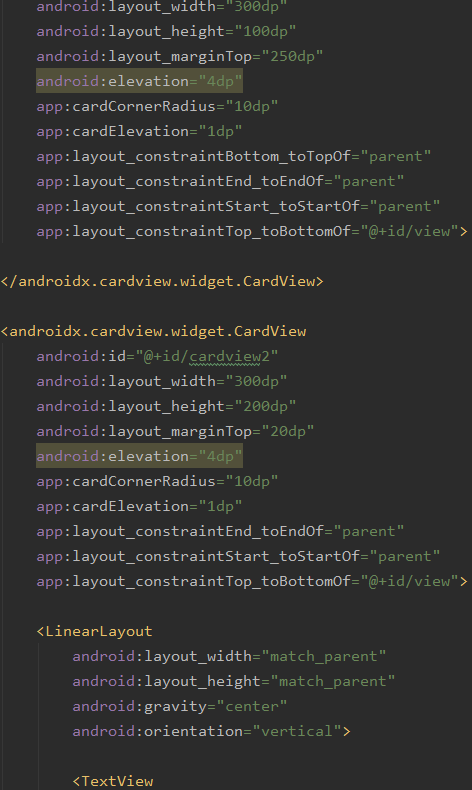 android:layout_width="300dp"
android:layout_height="100dp"
android:layout_marginTop="250dp"
android:elevation="4dp"
app:cardCornerRadius="10dp"
app:cardElevation="1dp"
app:layout_constraintBottom_toTopOf="parent"
app:layout_constraintEnd_toEndOf="parent"
app:layout_constraintStart_toStartOf="parent"
app:layout_constraintTop_toBottomOf="@+id/view">
</androidx.cardview.widget.CardView>
<androidx.cardview.widget.CardView
android:id="@+id/cardview2"
android:layout_width="300dp"
android:layout_height="200dp"
android:layout_marginTop="20dp"
android:elevation="4dp"
app:cardCornerRadius="10dp"
app:cardElevation="1dp"
app:layout_constraintEnd_toEndOf="parent"
app:layout_constraintStart_toStartOf="parent"
app:layout_constraintTop_toBottomOf="@+id/view">
<LinearLayout
android:layout_width="match_parent"
android:layout_height="match_parent"
android:gravity="center"
android:orientation="vertical">
<TextView